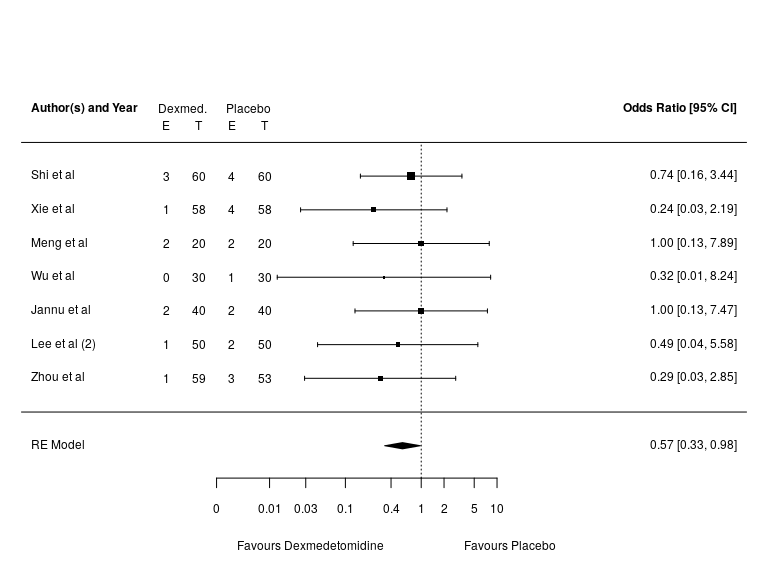 Author(s) and Year Dexmed. Placebo Odds Ratio [95% CI]
E T E T
Shi et al 3 60 4 60 0.74 [0.16, 3.44]
Xie et al 1 58 4 58 0.24 [0.03, 2.19]
Meng et al 2 20 2 20 1.00 [0.13, 7.89]
Wu et al 0 30 1 30 0.32 [0.01, 8.24]
Jannu et al 2 40 2 40 1.00 [0.13, 7.47]
Lee et al (2) 1 50 2 50 0.49 [0.04, 5.58]
Zhou et al 1 59 3 53 0.29 [0.03, 2.85]
RE Model 0.57 [0.33, 0.98]
0 0.01 0.03 0.1 0.4 1 2 5 10
Favours Dexmedetomidine Favours Placebo